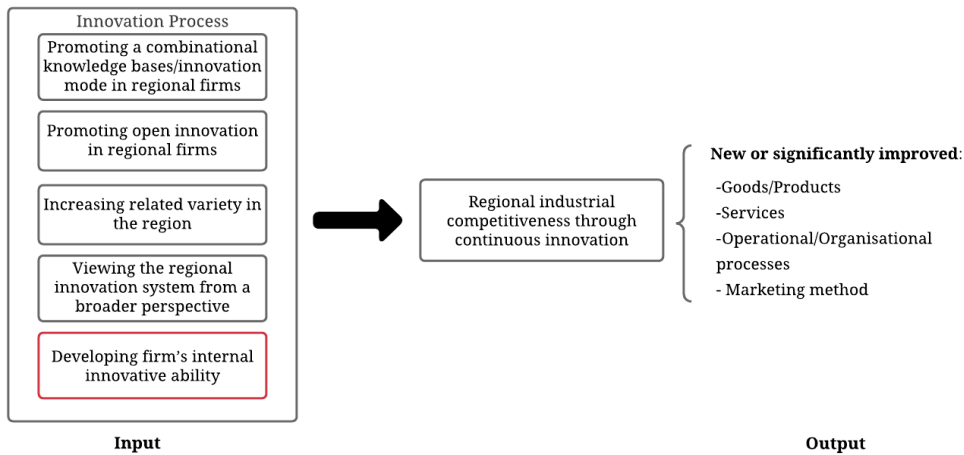 Innovation Process
Promoting a combinational
knowledge bases/innovation
mode in regional firms
Promoting open innovation
in regional firms
Increasing related variety in
the region
Viewing the regional
innovation system from a
broader perspective
Developing firm's internal
innovative ability
Input
Regional industrial
competitiveness through
continuous innovation
New or significantly improved:
-Goods/Products
-Services
-Operational/Organisational
processes
- Marketing method
Output